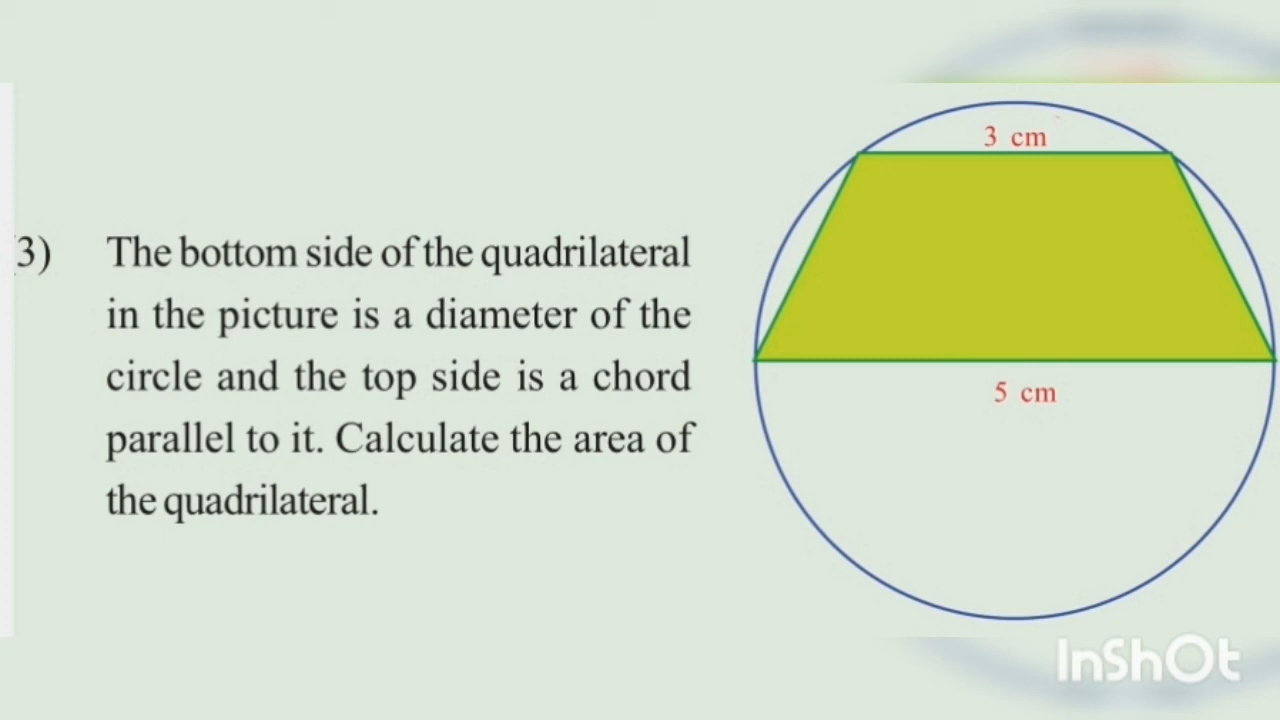 3) The bottom side of the quadrilateral
in the picture is a diameter of the
circle and the top side is a chord
parallel to it. Calculate the area of
the quadrilateral.
3 cm
5 cm
InShOt